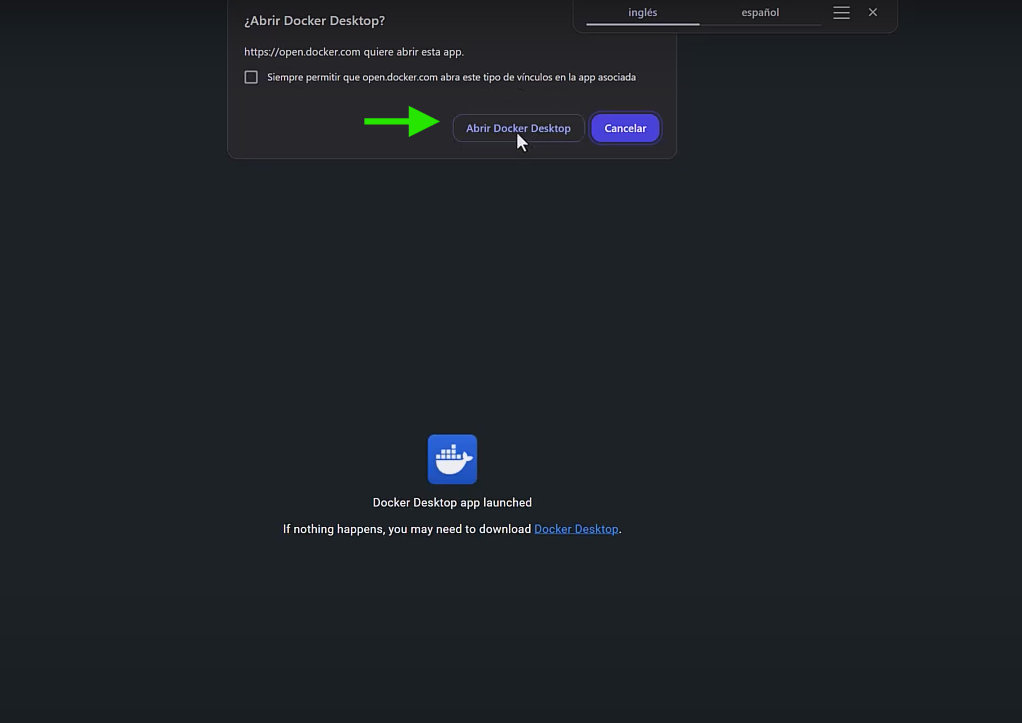 inglés español
¿Abrir Docker Desktop?
https://open.docker.com quiere abrir esta app.
Siempre permitir que open.docker.com abra este tipo de vínculos en la app asociada
Abrir Docker Desktop Cancelar
Docker Desktop app launched
If nothing happens, you may need to download Docker Desktop.